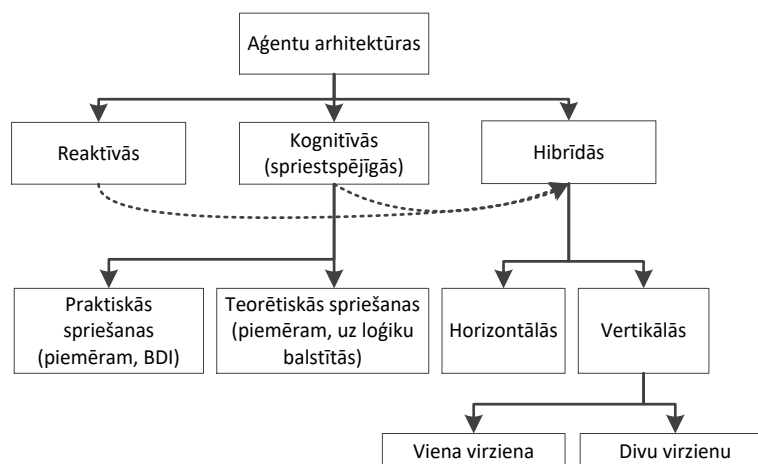 Aģentu arhitektūras
Reaktīvās
Kognitīvās
(spriestspējīgās)
Hibrīdās
Praktiskās
spriešanas
(piemēram, BDI)
Teorētiskās spriešanas
(piemēram, uz loģiku
balstītās)
Horizontālās
Vertikālās
Viena virziena
Divu virzienu